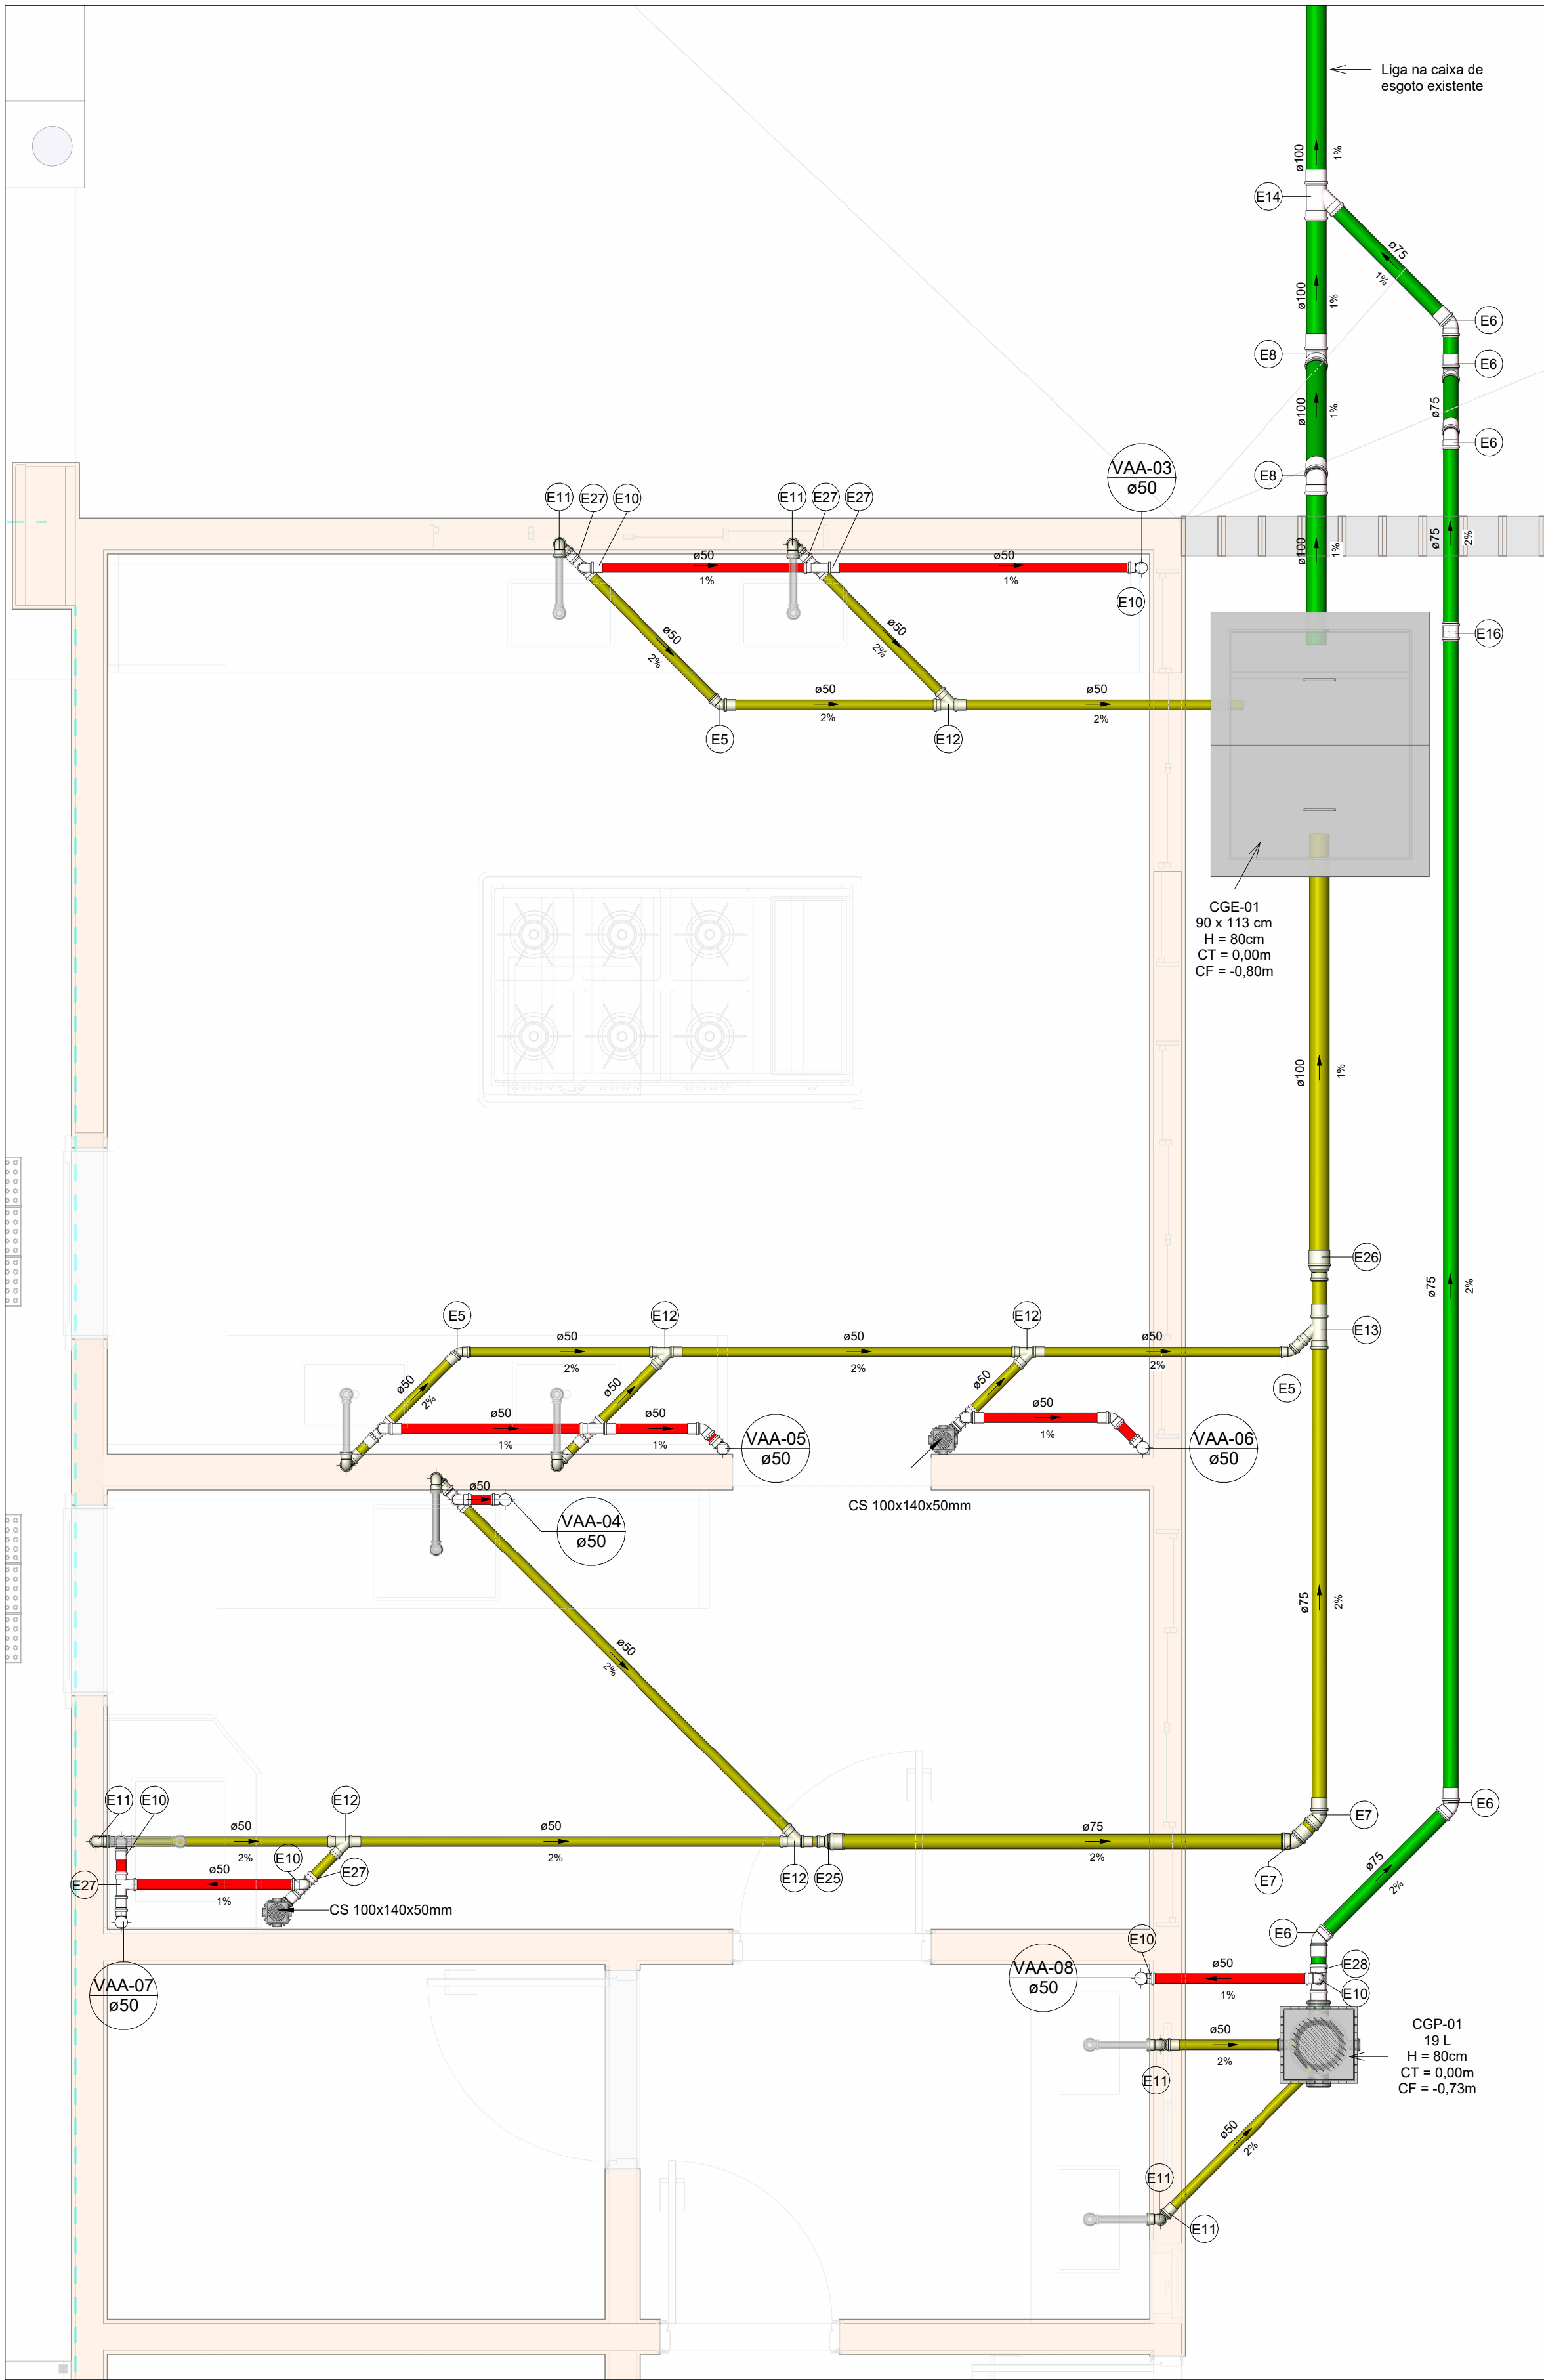 Liga na caixa de
esgoto existente
ø100
1%
E14
ø75
1%
ø100
1%
E6
E8
E6
ø100
1%
ø75
E6
VAA-03
ø50
E8
E11
E27
E10
E11
E27
E27
ø100
1%
ø75
2%
ø50
1%
ø50
1%
E10
E16
ø50
2%
ø50
2%
ø50
2%
ø50
2%
E5
E12
CGE-01
90 x 113 cm
H = 80cm
CT = 0,00m
CF = -0,80m
ø100
1%
E26
ø75
2%
E5
E12
E12
E13
ø50
2%
ø50
2%
ø50
2%
E5
ø50
2%
ø50
ø50
ø50
1%
ø50
1%
ø50
1%
VAA-05
ø50
VAA-06
ø50
CS 100x140x50mm
ø50
VAA-04
ø50
ø75
2%
ø50
2%
E11
E10
E12
E7
E6
ø50
2%
ø50
2%
ø75
2%
E10
E27
E12
E25
E7
E27
ø50
1%
ø75
2%
CS 100x140x50mm
E6
E10
VAA-07
ø50
VAA-08
ø50
ø50
1%
E28
E10
ø50
2%
E11
CGP-01
19 L
H = 80cm
CT = 0,00m
CF = -0,73m
ø50
2%
E11
E11